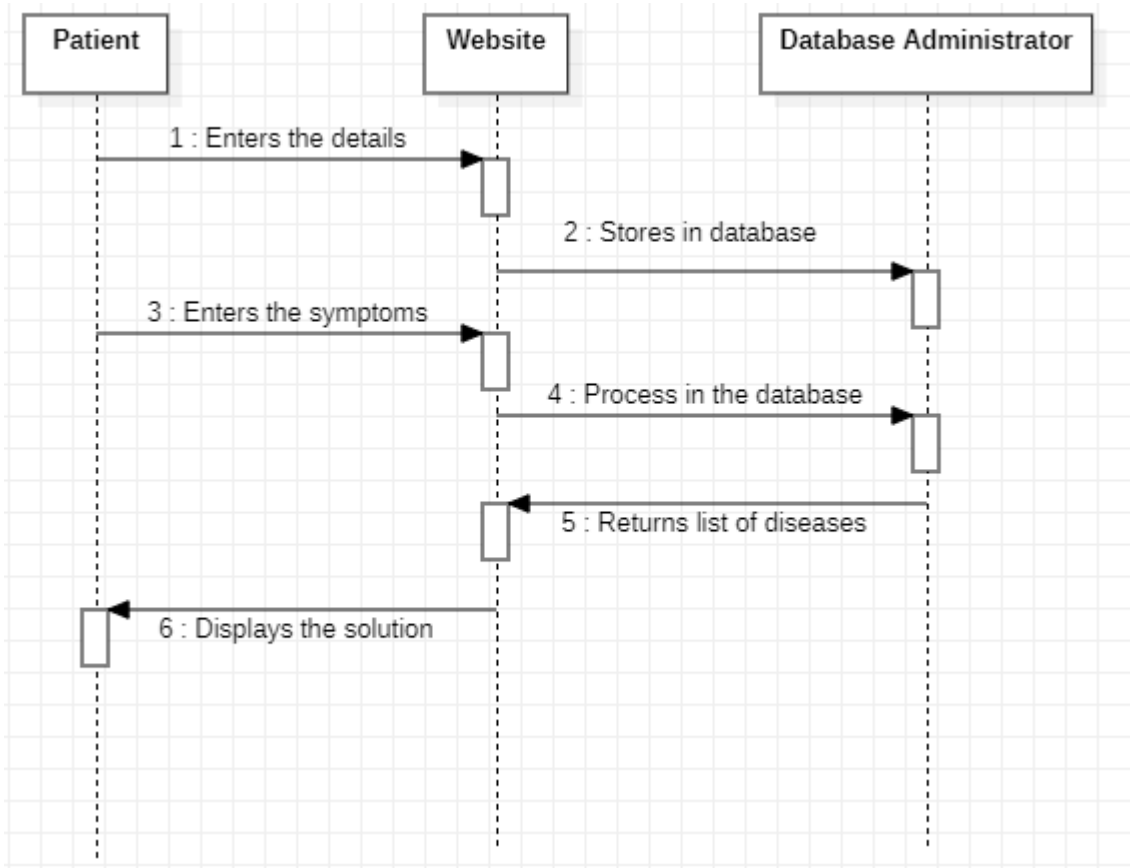 Patient
Website
Database Administrator
1 : Enters the details
2 : Stores in database
3 : Enters the symptoms
4 : Process in the database
5 : Returns list of diseases
6 : Displays the solution